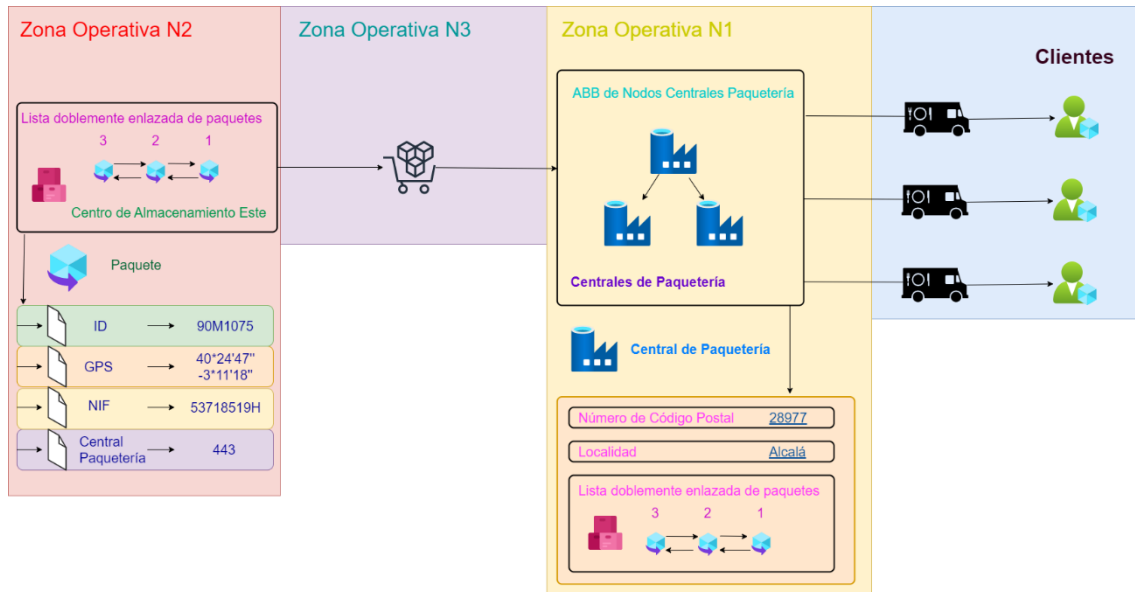 Zona Operativa N2
Lista doblemente enlazada de paquetes
3 2 1
Centro de Almacenamiento Este
Paquete
ID 90M1075
GPS 40*24'47"
-3*11'18"
NIF 53718519H
Central
Paquetería 443
Zona Operativa N3
Zona Operativa N1
ABB de Nodos Centrales Paquetería
Centrales de Paquetería
Central de Paquetería
Número de Código Postal 28977
Localidad Alcalá
Lista doblemente enlazada de paquetes
3 2 1
Clientes